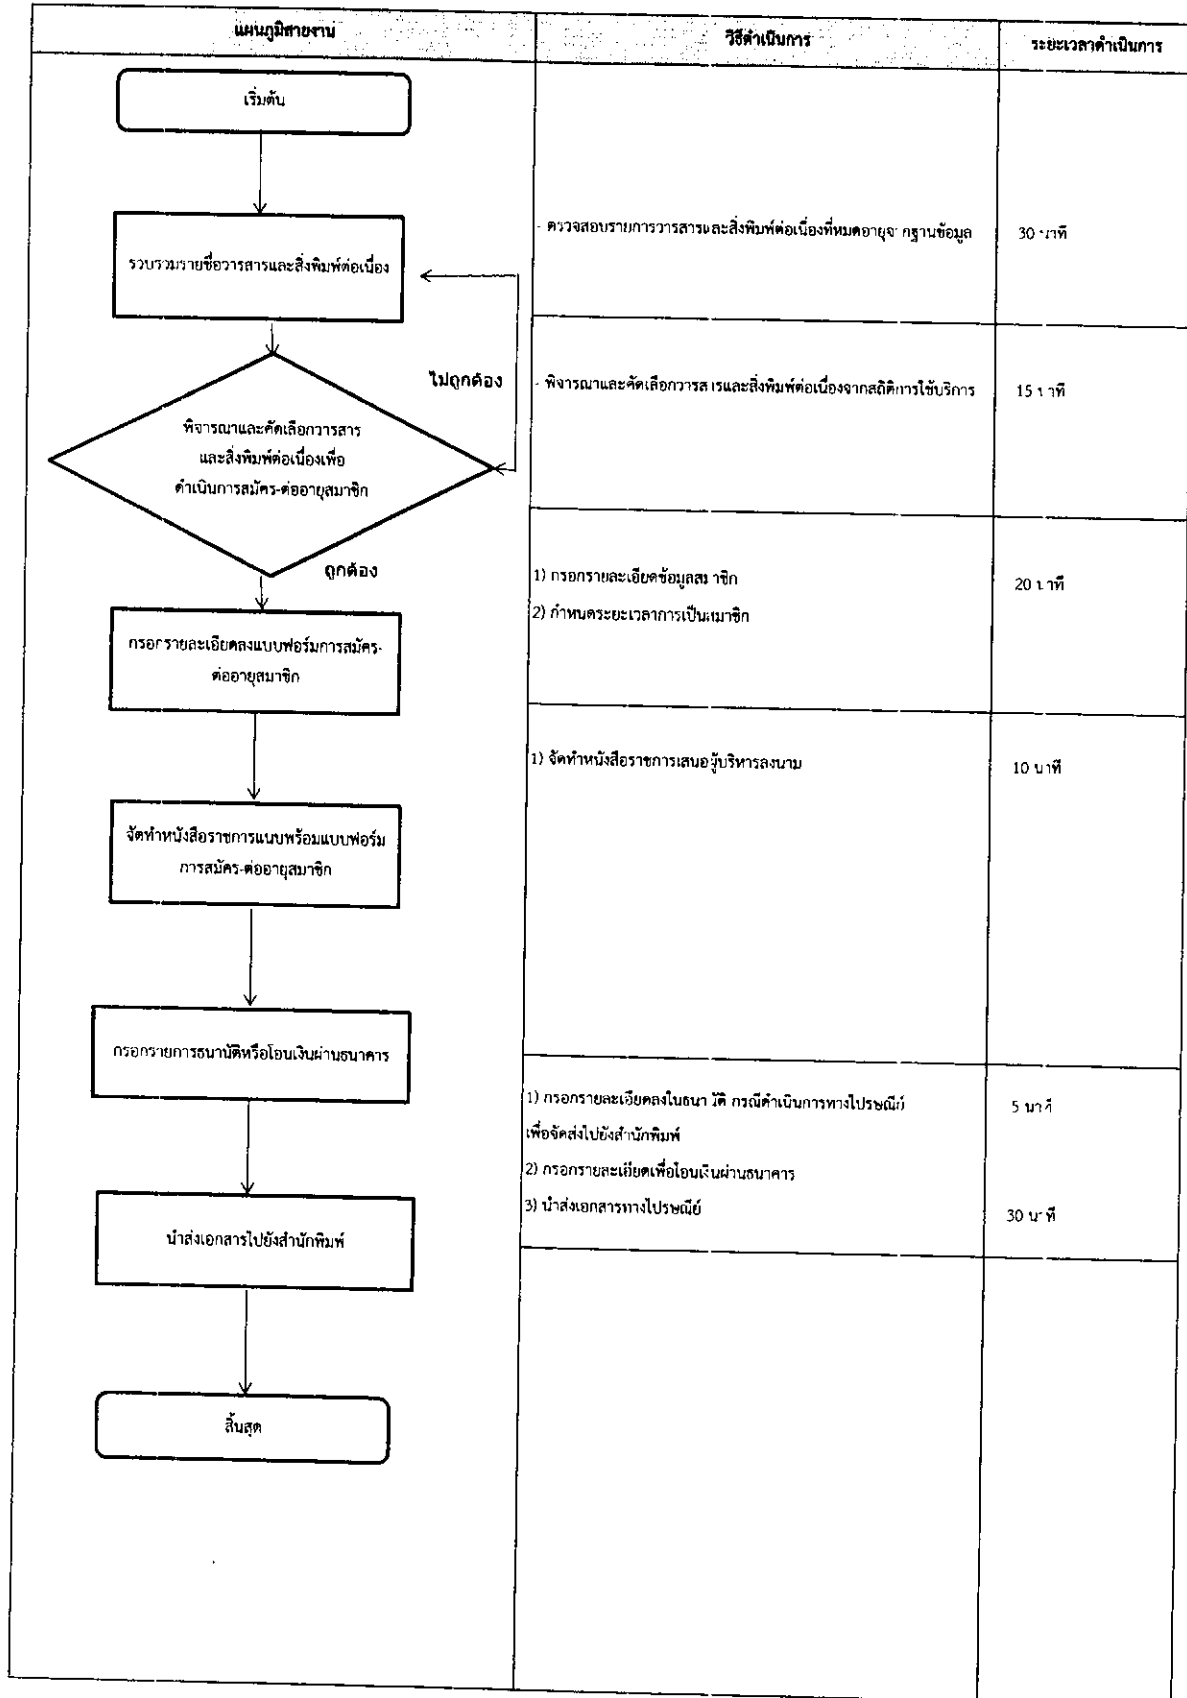 แผนภูมิสายงาน
วิธีดำเนินการ
ระยะเวลาดำเนินการ
เริ่มต้น
รวบรวมรายชื่อวารสารและสิ่งพิมพ์ต่อเนื่อง
- ตรวจสอบรายการวารสารและสิ่งพิมพ์ต่อเนื่องที่หมดอายุจากฐานข้อมูล
30 นาที
ไม่ถูกต้อง
พิจารณาและคัดเลือกวารสาร
และสิ่งพิมพ์ต่อเนื่องเพื่อ
ดำเนินการสมัคร-ต่ออายุสมาชิก
- พิจารณาและคัดเลือกวารสารและสิ่งพิมพ์ต่อเนื่องจากสถิติการใช้บริการ
15 นาที
ถูกต้อง
กรอกรายละเอียดลงแบบฟอร์มการสมัคร-
ต่ออายุสมาชิก
1) กรอกรายละเอียดข้อมูลสมาชิก
2) กำหนดระยะเวลาการเป็นสมาชิก
20 นาที
จัดทำหนังสือราชการแนบพร้อมแบบฟอร์ม
การสมัคร-ต่ออายุสมาชิก
1) จัดทำหนังสือราชการเสนอผู้บริหารลงนาม
10 นาที
กรอกรายการธนาณัติหรือโอนเงินผ่านธนาคาร
1) กรอกรายละเอียดลงในธนาณัติ กรณีดำเนินการทางไปรษณีย์
เพื่อจัดส่งไปยังสำนักพิมพ์
2) กรอกรายละเอียดเพื่อโอนเงินผ่านธนาคาร
3) นำส่งเอกสารทางไปรษณีย์
5 นาที
30 นาที
นำส่งเอกสารไปยังสำนักพิมพ์
สิ้นสุด